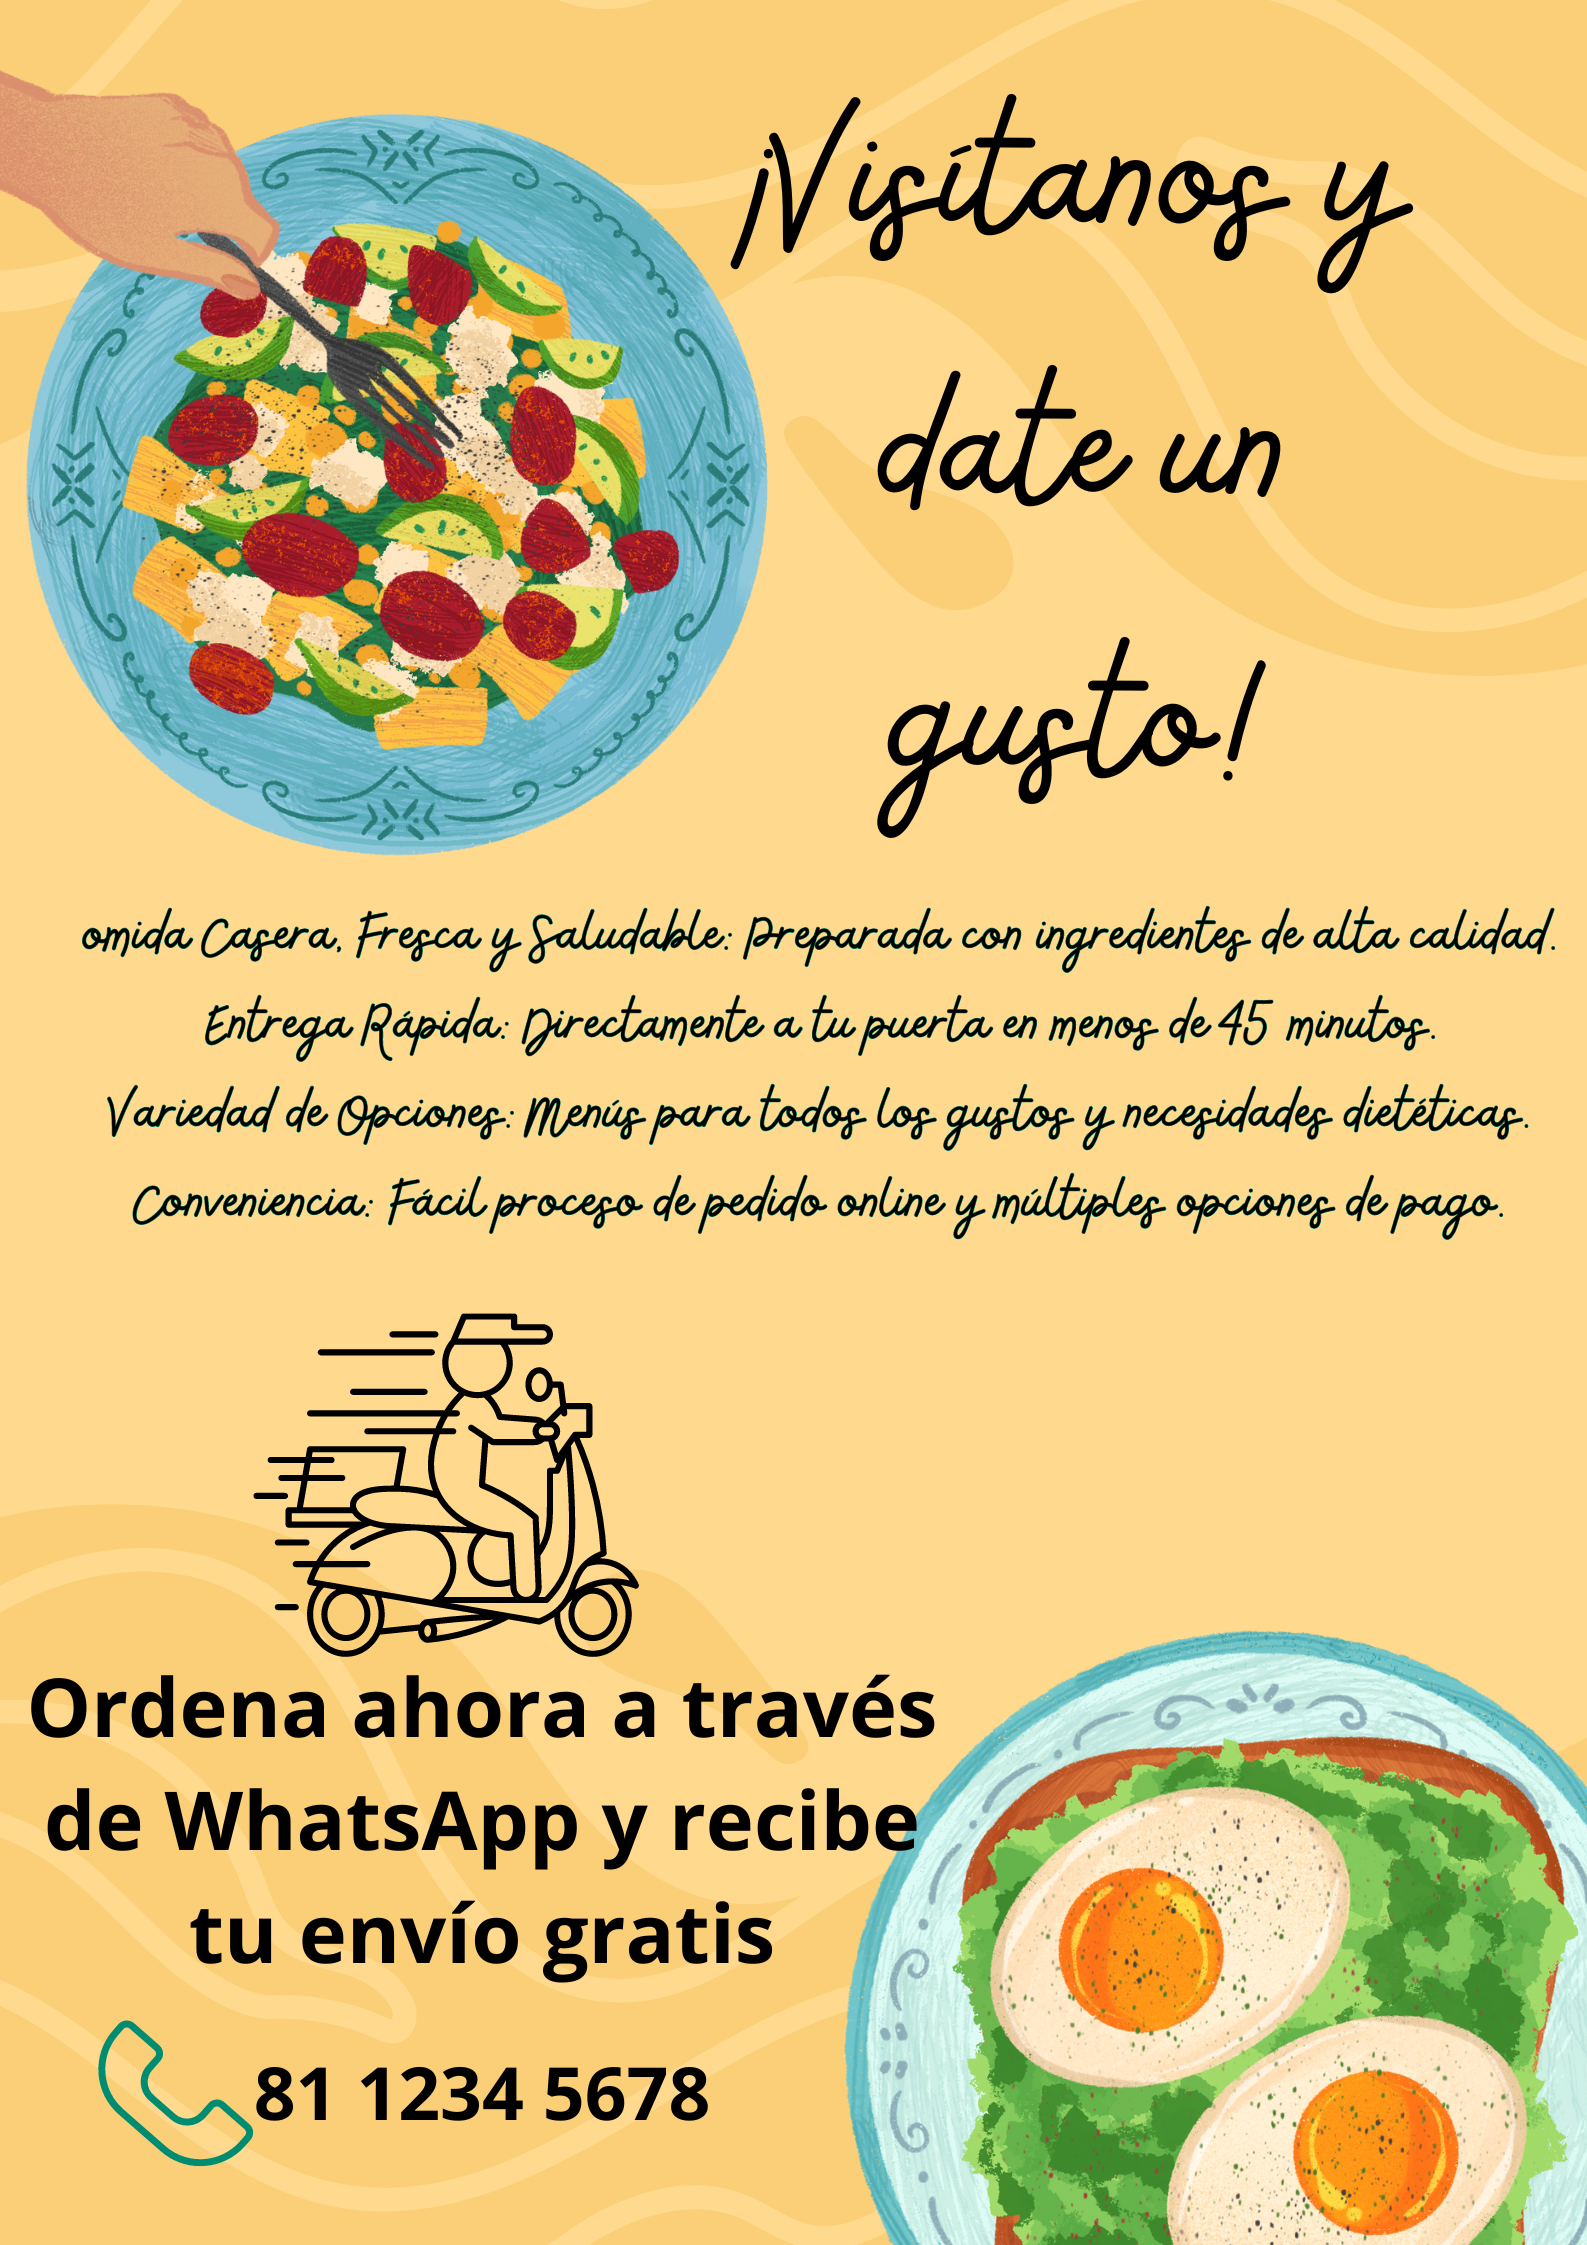 ¡Visítanos y
date un
gusto!
omida Casera, Fresca y Saludable: Preparada con ingredientes de alta calidad.
Entrega Rápida: Directamente a tu puerta en menos de 45 minutos.
Variedad de Opciones: Menús para todos los gustos y necesidades dietéticas.
Conveniencia: Fácil proceso de pedido online y múltiples opciones de pago.
Ordena ahora a través
de WhatsApp y recibe
tu envío gratis
81 1234 5678